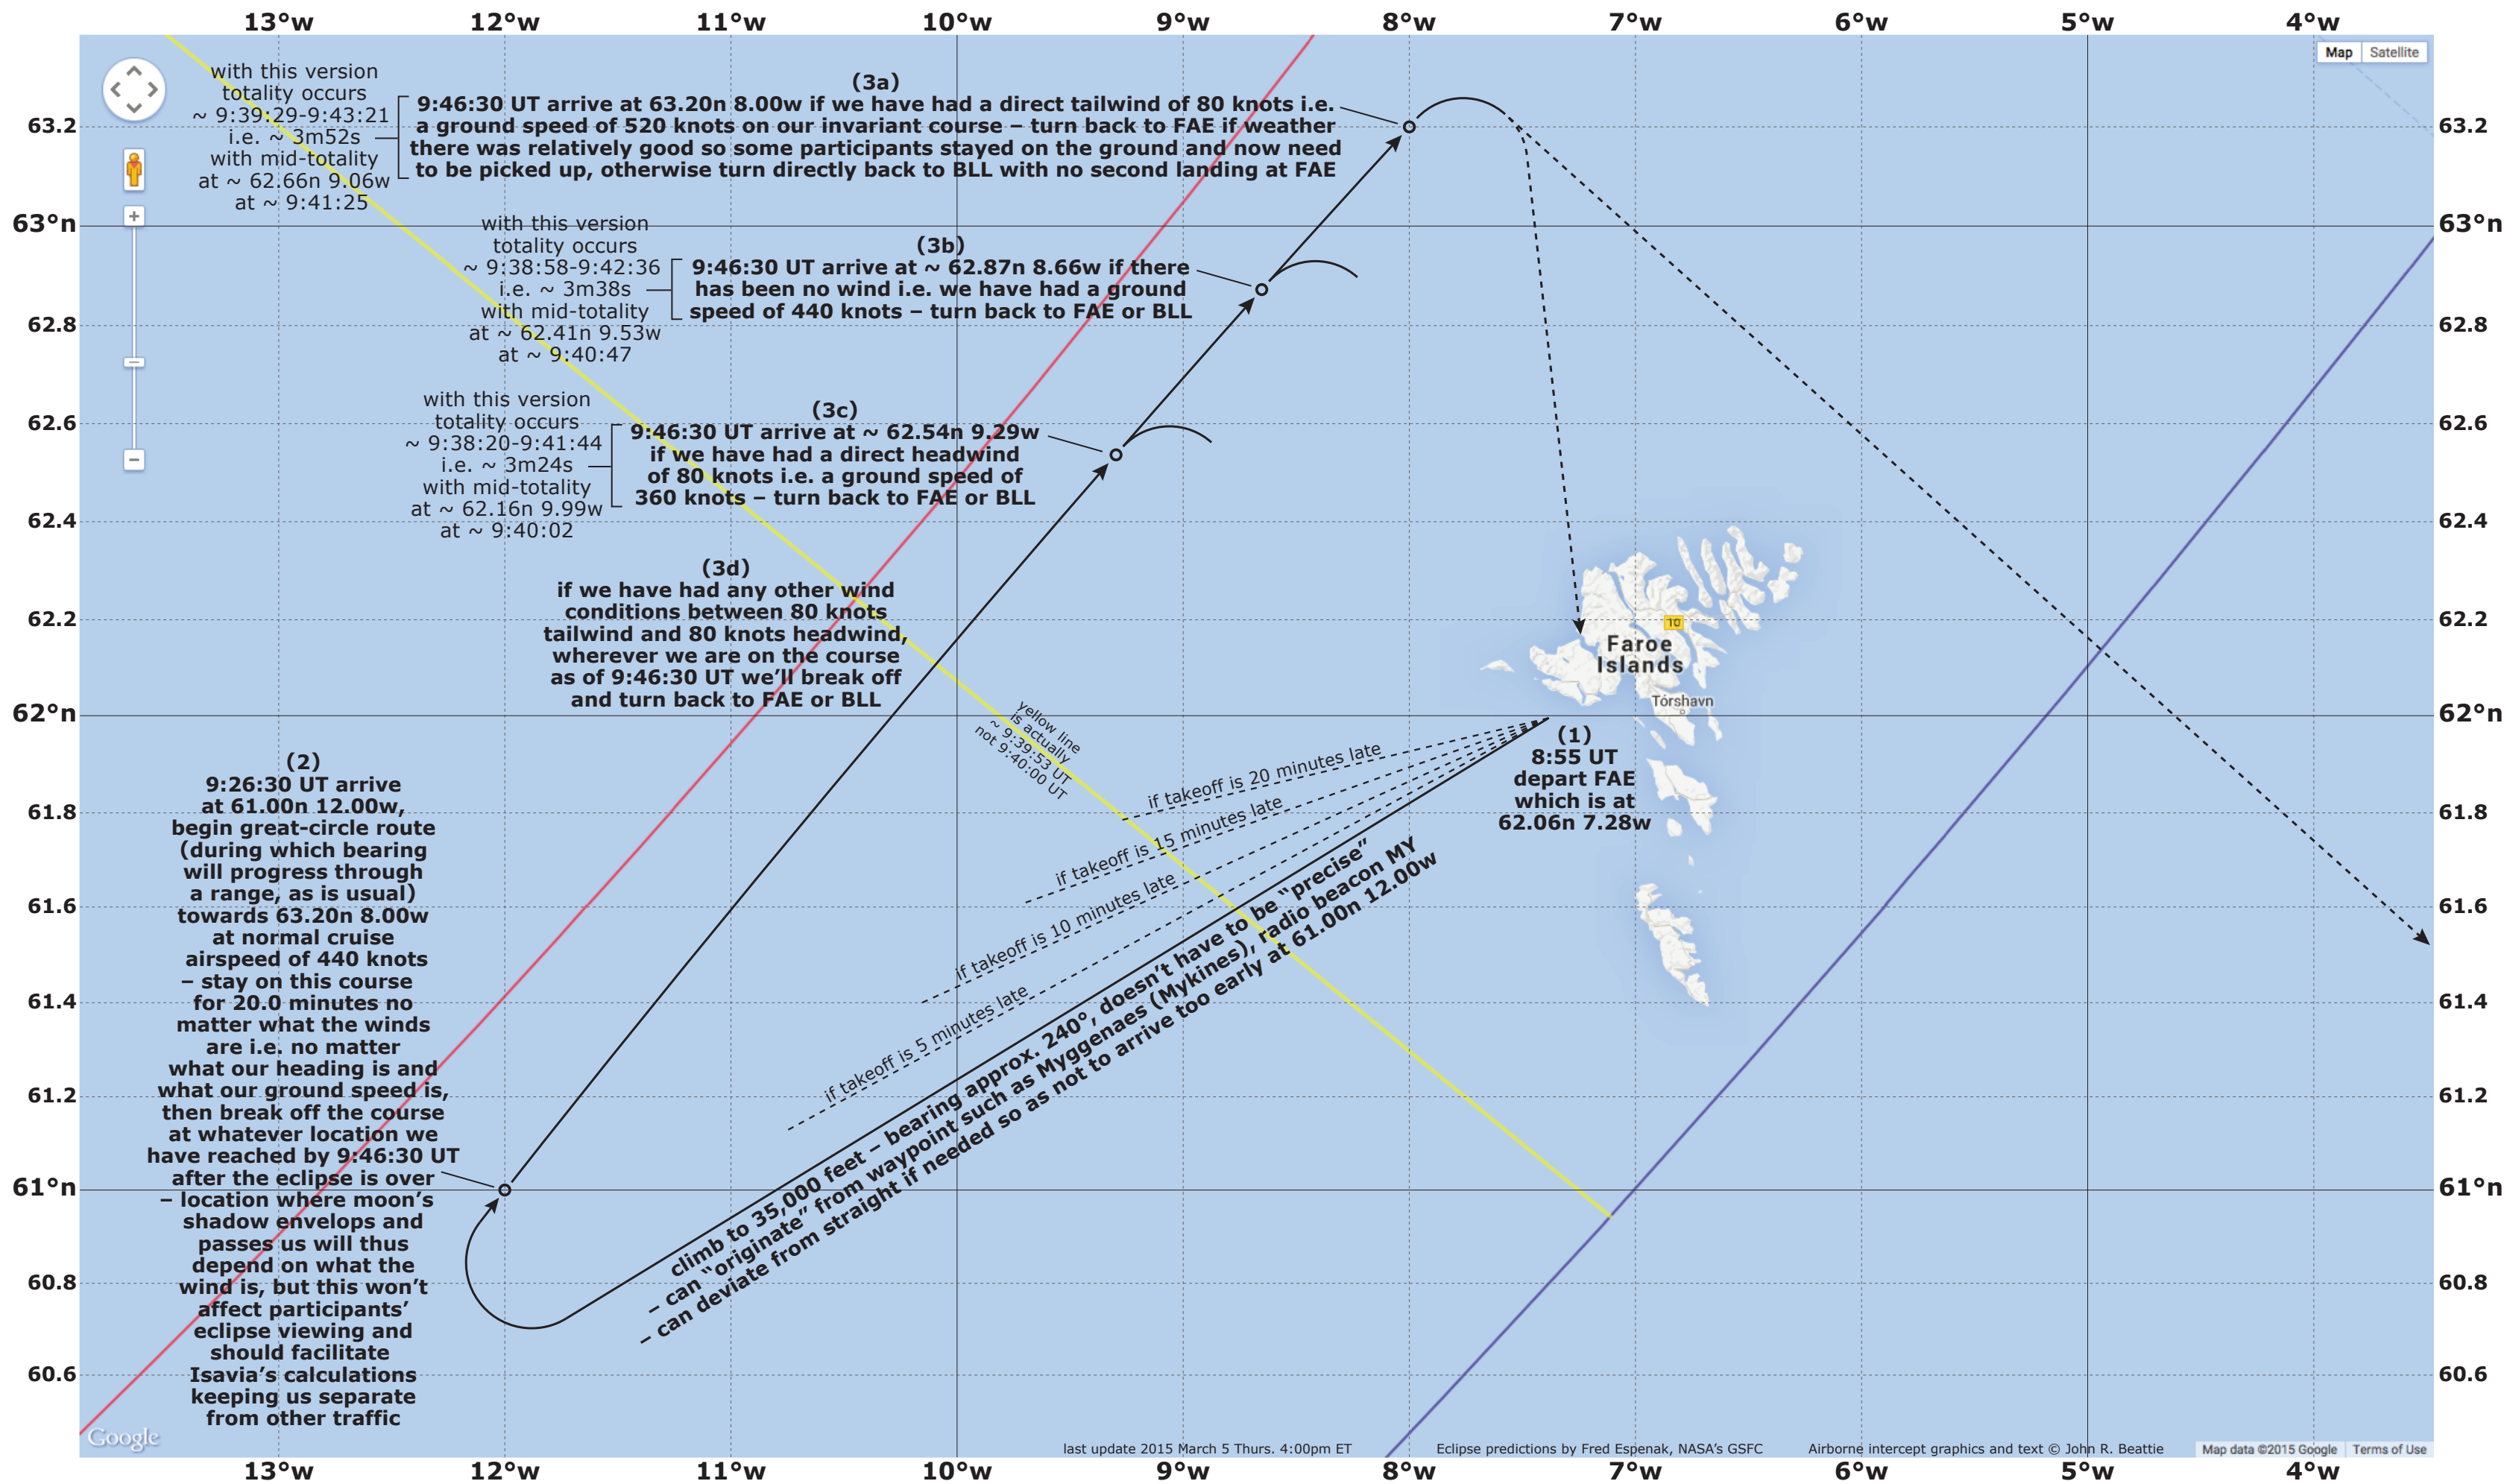 13°w 12°w 11°w 10°w 9°w 8°w 7°w 6°w 5°w 4°w
Map Satellite
with this version
totality occurs
~ 9:39:29-9:43:21
i.e. ~ 3m52s
with mid-totality
at ~ 62.66n 9.06w
at ~ 9:41:25
(3a)
9:46:30 UT arrive at 63.20n 8.00w if we have had a direct tailwind of 80 knots i.e.
a ground speed of 520 knots on our invariant course – turn back to FAE if weather
there was relatively good so some participants stayed on the ground and now need
to be picked up, otherwise turn directly back to BLL with no second landing at FAE
63.2
63.2
63°n
63°n
with this version
totality occurs
~ 9:38:58-9:42:36
i.e. ~ 3m38s
with mid-totality
at ~ 62.41n 9.53w
at ~ 9:40:47
(3b)
9:46:30 UT arrive at ~ 62.87n 8.66w if there
has been no wind i.e. we have had a ground
speed of 440 knots – turn back to FAE or BLL
62.8
62.8
with this version
totality occurs
~ 9:38:20-9:41:44
i.e. ~ 3m24s
with mid-totality
at ~ 62.16n 9.99w
at ~ 9:40:02
(3c)
9:46:30 UT arrive at ~ 62.54n 9.29w
if we have had a direct headwind
of 80 knots i.e. a ground speed of
360 knots – turn back to FAE or BLL
62.6
62.6
62.4
62.4
(3d)
if we have had any other wind
conditions between 80 knots
tailwind and 80 knots headwind,
wherever we are on the course
as of 9:46:30 UT we'll break off
and turn back to FAE or BLL
62.2
62.2
10
Faroe
Islands
Tórshavn
62°n
62°n
yellow line
is actually
~ 9:39:53 UT
not 9:40:00 UT
(1)
8:55 UT
depart FAE
which is at
62.06n 7.28w
if takeoff is 20 minutes late
if takeoff is 15 minutes late
if takeoff is 10 minutes late
if takeoff is 5 minutes late
climb to 35,000 feet – bearing approx. 240°, doesn't have to be "precise"
– can "originate" from waypoint such as Myggenaes (Mykines), radio beacon MY
– can deviate from straight if needed so as not to arrive too early at 61.00n 12.00w
(2)
9:26:30 UT arrive
at 61.00n 12.00w,
begin great-circle route
(during which bearing
will progress through
a range, as is usual)
towards 63.20n 8.00w
at normal cruise
airspeed of 440 knots
– stay on this course
for 20.0 minutes no
matter what the winds
are i.e. no matter
what our heading is and
what our ground speed is,
then break off the course
at whatever location we
have reached by 9:46:30 UT
after the eclipse is over
– location where moon's
shadow envelops and
passes us will thus
depend on what the
wind is, but this won't
affect participants'
eclipse viewing and
should facilitate
Isavia's calculations
keeping us separate
from other traffic
61.8
61.8
61.6
61.6
61.4
61.4
61.2
61.2
61°n
61°n
60.8
60.8
60.6
60.6
Google
last update 2015 March 5 Thurs. 4:00pm ET
Eclipse predictions by Fred Espenak, NASA's GSFC
Airborne intercept graphics and text © John R. Beattie
Map data ©2015 Google
Terms of Use
13°w 12°w 11°w 10°w 9°w 8°w 7°w 6°w 5°w 4°w